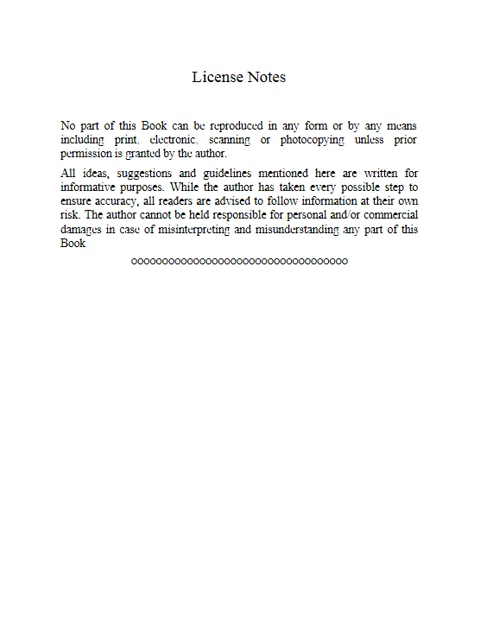 License Notes
No part of this Book can be reproduced in any form or by any means
including print, electronic, scanning or photocopying unless prior
permission is granted by the author.
All ideas, suggestions and guidelines mentioned here are written for
informative purposes. While the author has taken every possible step to
ensure accuracy, all readers are advised to follow information at their own
risk. The author cannot be held responsible for personal and/or commercial
damages in case of misinterpreting and misunderstanding any part of this
Book
ooooooooooooooooooooooooooooooooooo